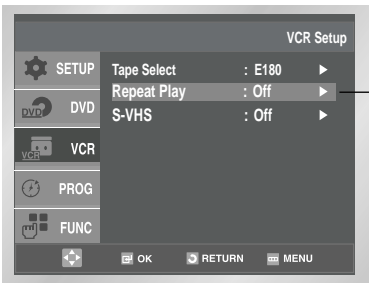 VCR Setup
SETUP
Tape Select : E180 ►
DVD
DVD
Repeat Play : Off ►
S-VHS : Off ►
VCR
VCR
PROG
FUNC
OK RETURN MENU